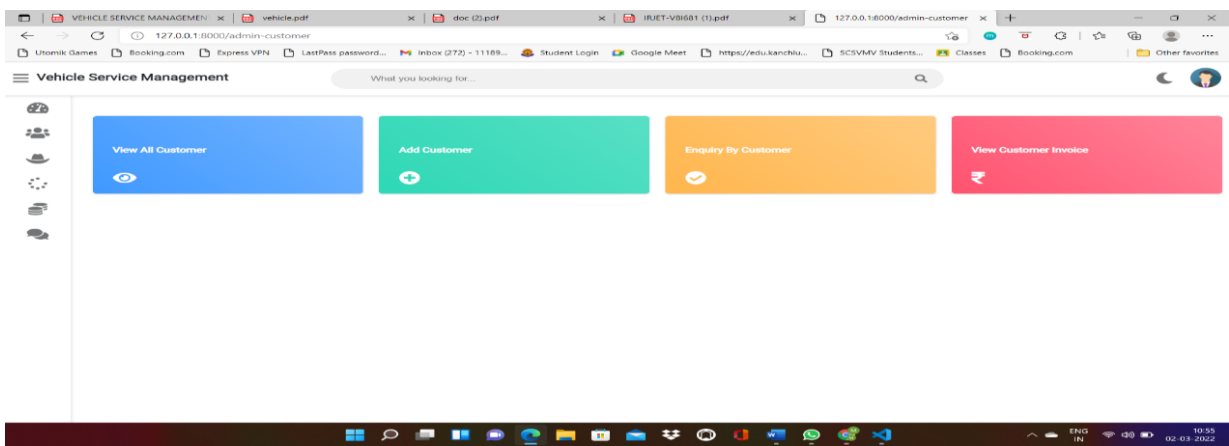 VEHICLE SERVICE MANAGEMEN vehicle.pdf doc (2).pdf IRJET-V8I681 (1).pdf 127.0.0.1:8000/admin-customer
127.0.0.1:8000/admin-customer
Utomik Games Booking.com Express VPN LastPass password... Inbox (272) - 11189... Student Login Google Meet https://edu.kanchiu... SCSVMV Students... Classes Booking.com Other favorites
Vehicle Service Management What you looking for...
View All Customer Add Customer Enquiry By Customer View Customer Invoice
₹
ENG 10:55
IN 02-03-2022